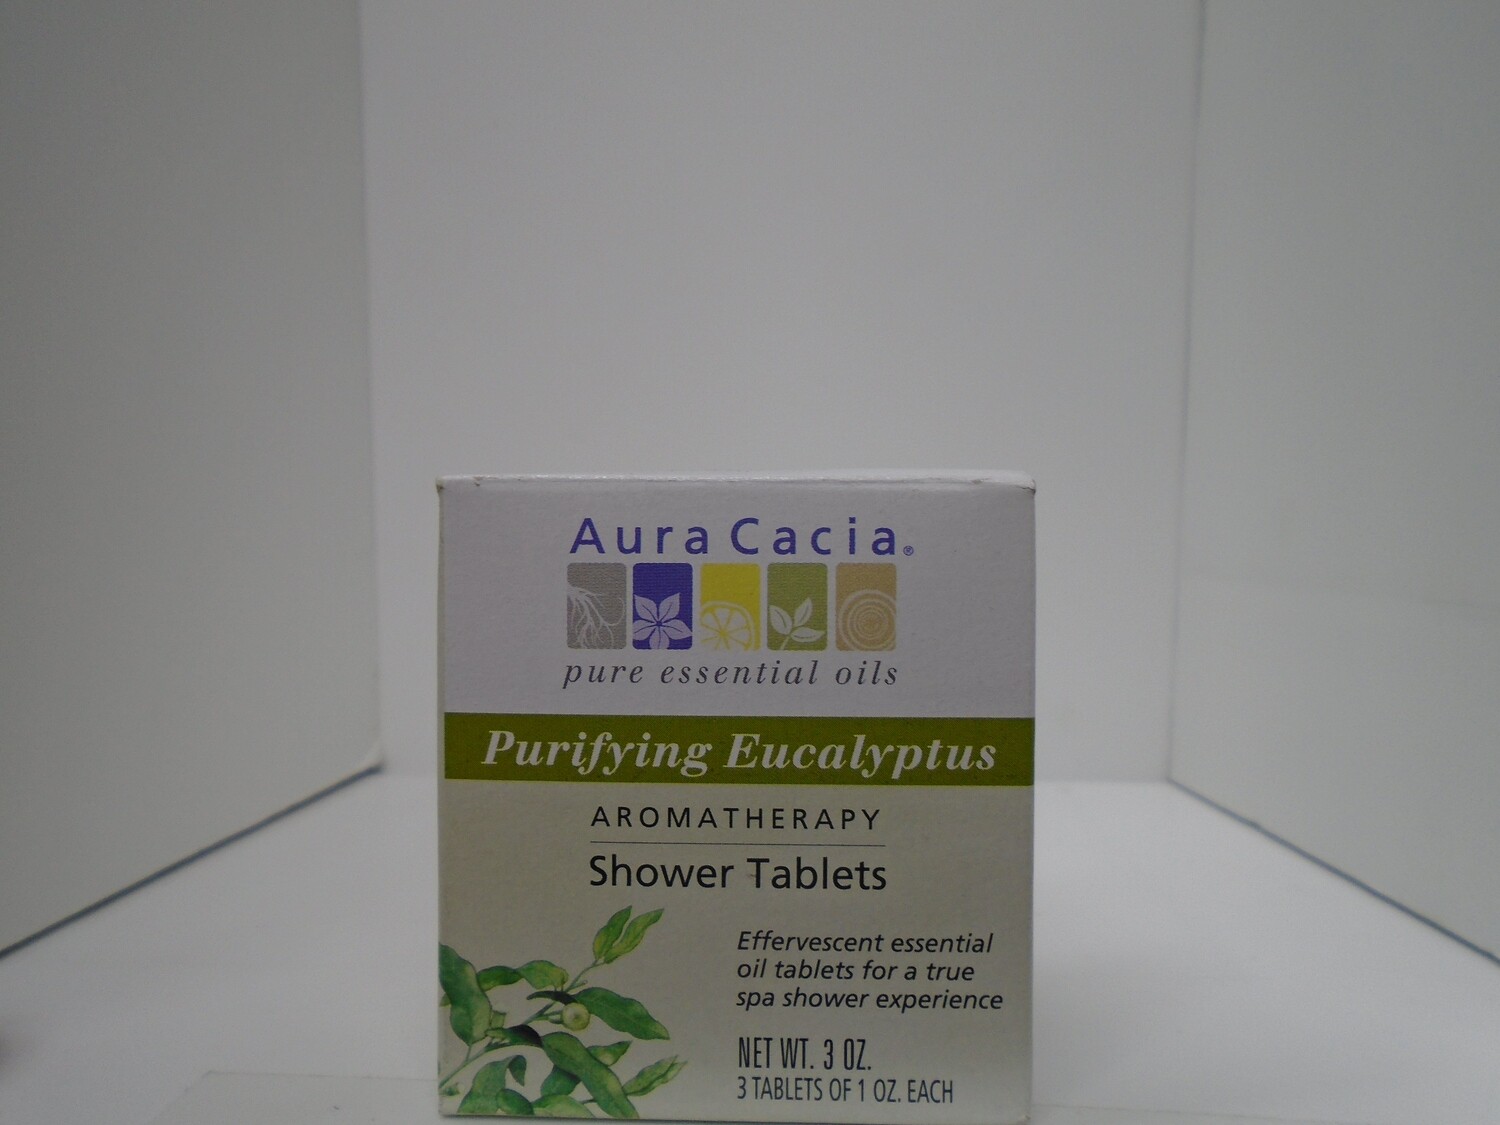 Aura Cacia®
pure essential oils
Purifying Eucalyptus
AROMATHERAPY
Shower Tablets
Effervescent essential
oil tablets for a true
spa shower experience
NET WT. 3 OZ.
3 TABLETS OF 1 OZ. EACH